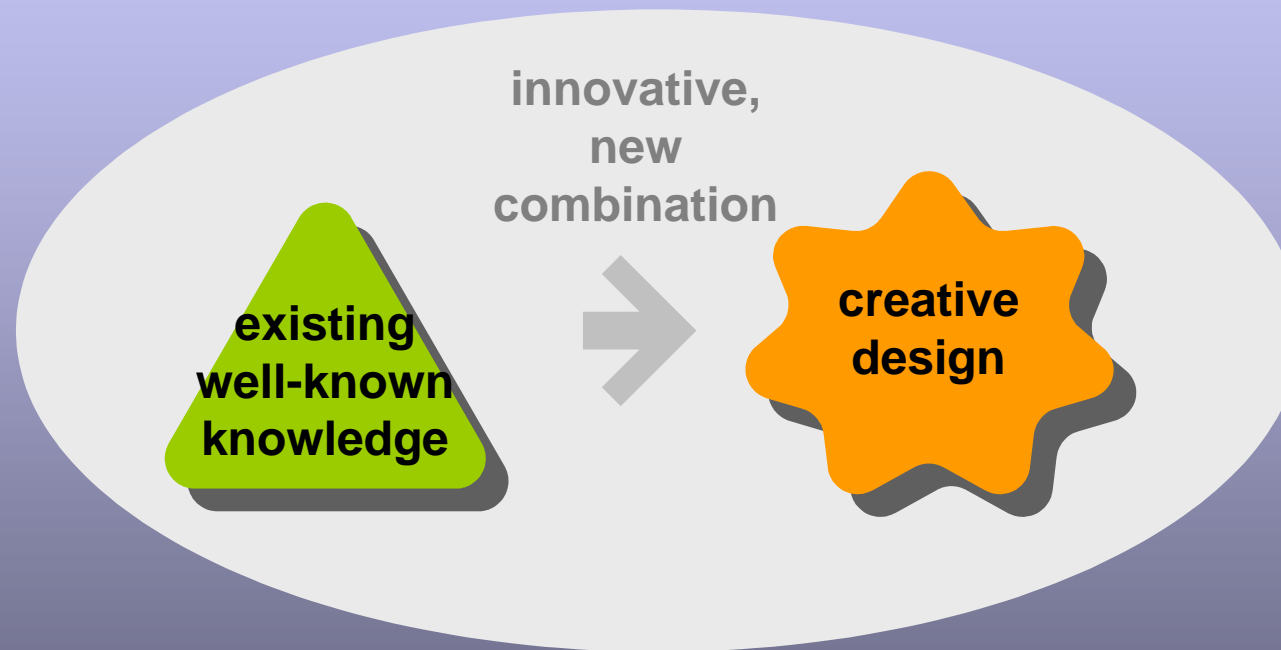 innovative,
new
combination
existing
well-known
knowledge
creative
design